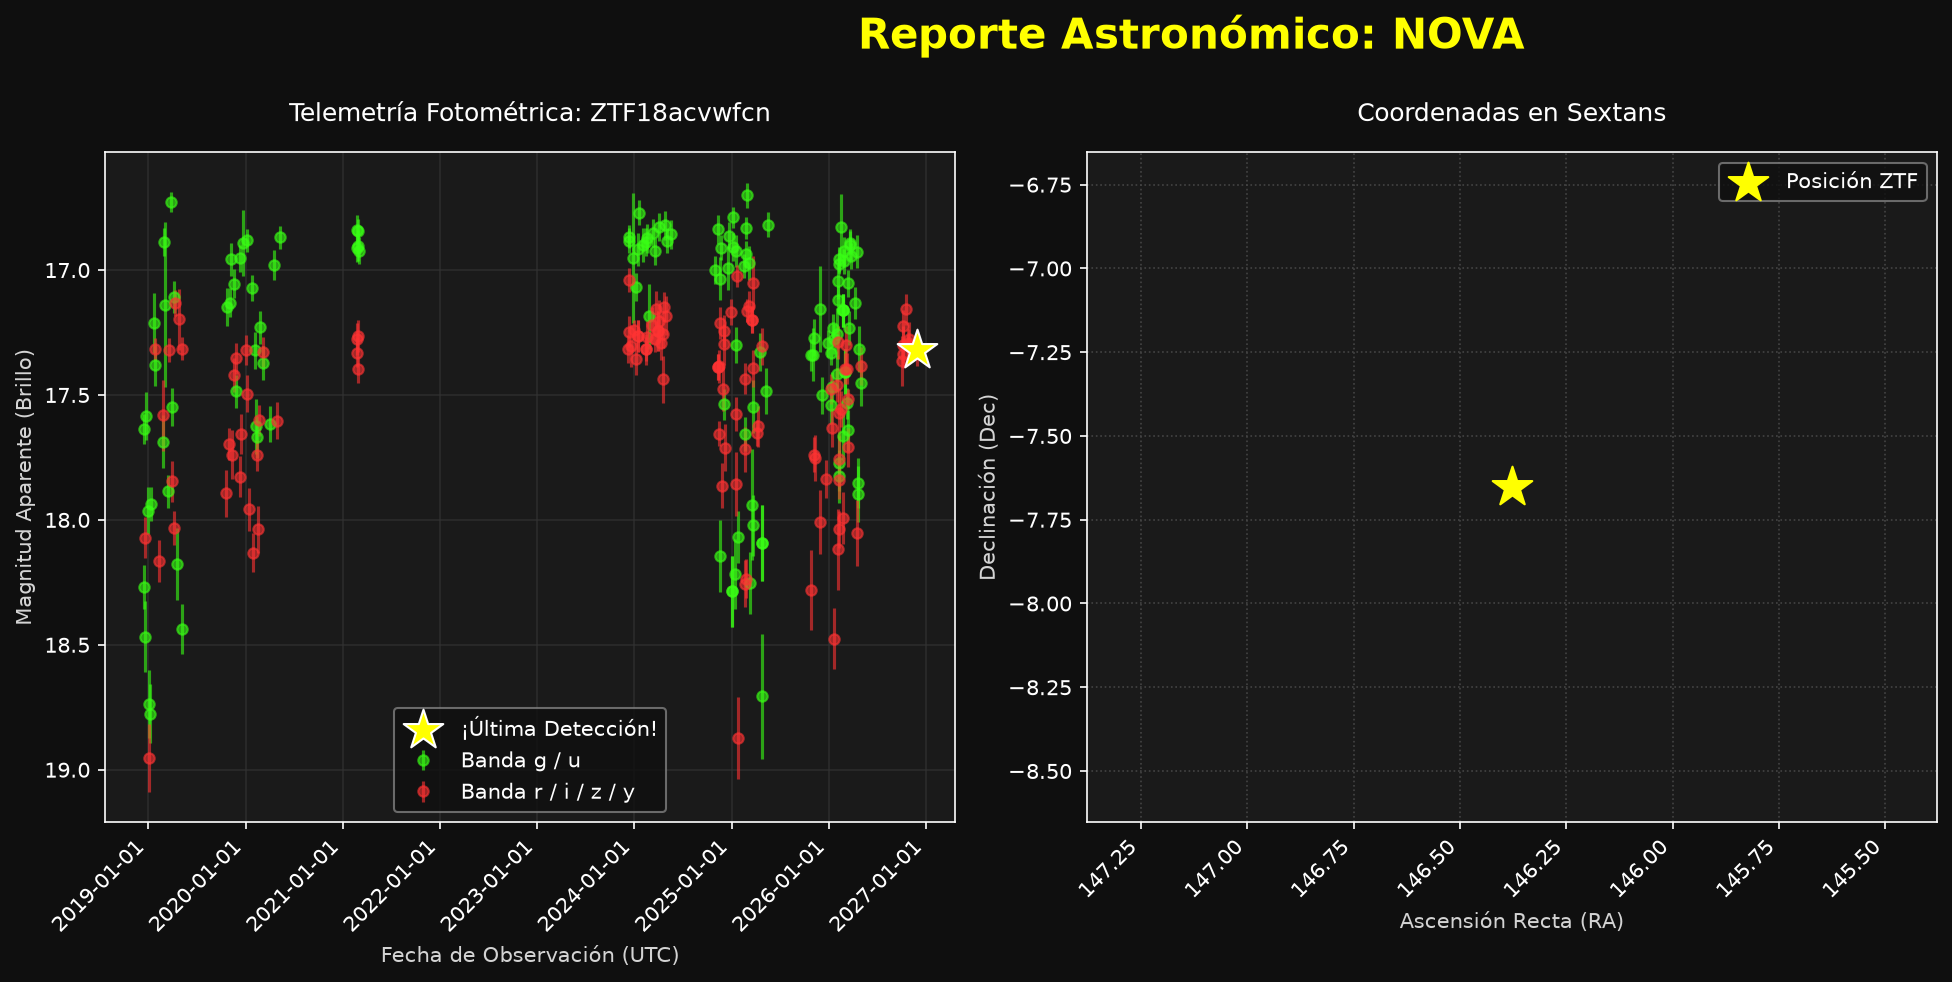 Reporte Astronómico: NOVA
Telemetría Fotométrica: ZTF18acvwfcn
Magnitud Aparente (Brillo)
17.0
17.5
18.0
18.5
19.0
¡Última Detección!
Banda g / u
Banda r / i / z / y
2019-01-01
2020-01-01
2021-01-01
2022-01-01
2023-01-01
2024-01-01
2025-01-01
2026-01-01
2027-01-01
Fecha de Observación (UTC)
Coordenadas en Sextans
Posición ZTF
Declinación (Dec)
−6.75
−7.00
−7.25
−7.50
−7.75
−8.00
−8.25
−8.50
147.25
147.00
146.75
146.50
146.25
146.00
145.75
145.50
Ascensión Recta (RA)